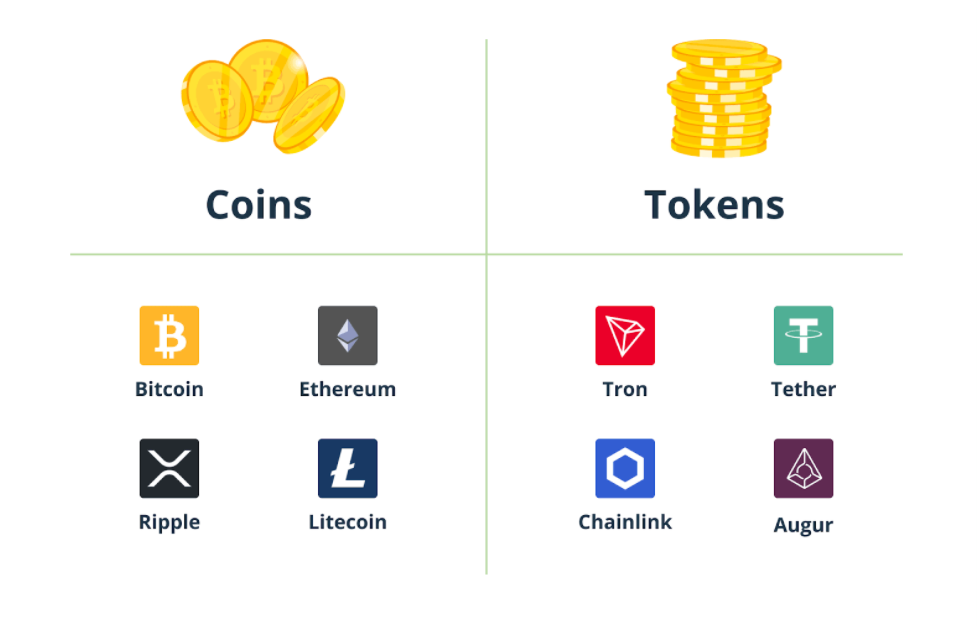 Coins
Tokens
Bitcoin
Ethereum
Tron
Tether
Ripple
Litecoin
Chainlink
Augur